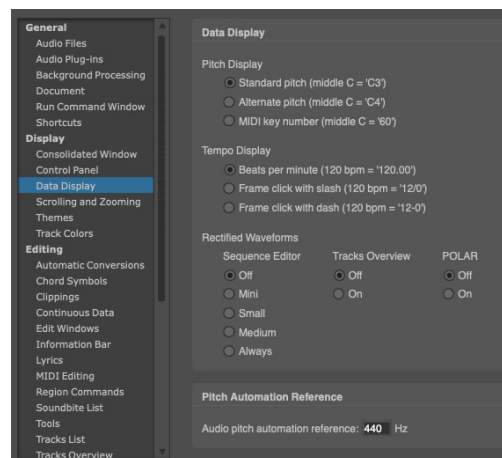 General
Audio Files
Audio Plug-ins
Background Processing
Document
Run Command Window
Shortcuts
Display
Consolidated Window
Control Panel
Data Display
Scrolling and Zooming
Themes
Track Colors
Editing
Automatic Conversions
Chord Symbols
Clippings
Continuous Data
Edit Windows
Information Bar
Lyrics
MIDI Editing
Region Commands
Soundbite List
Tools
Tracks List
Tracks Overview
Data Display
Pitch Display
Standard pitch (middle C = 'C3')
Alternate pitch (middle C = 'C4')
MIDI key number (middle C = '60')
Tempo Display
Beats per minute (120 bpm = '120.00')
Frame click with slash (120 bpm = '12/0')
Frame click with dash (120 bpm = '12-0')
Rectified Waveforms
Sequence Editor Tracks Overview POLAR
Off Off Off
Mini On On
Small
Medium
Always
Pitch Automation Reference
Audio pitch automation reference: 440 Hz